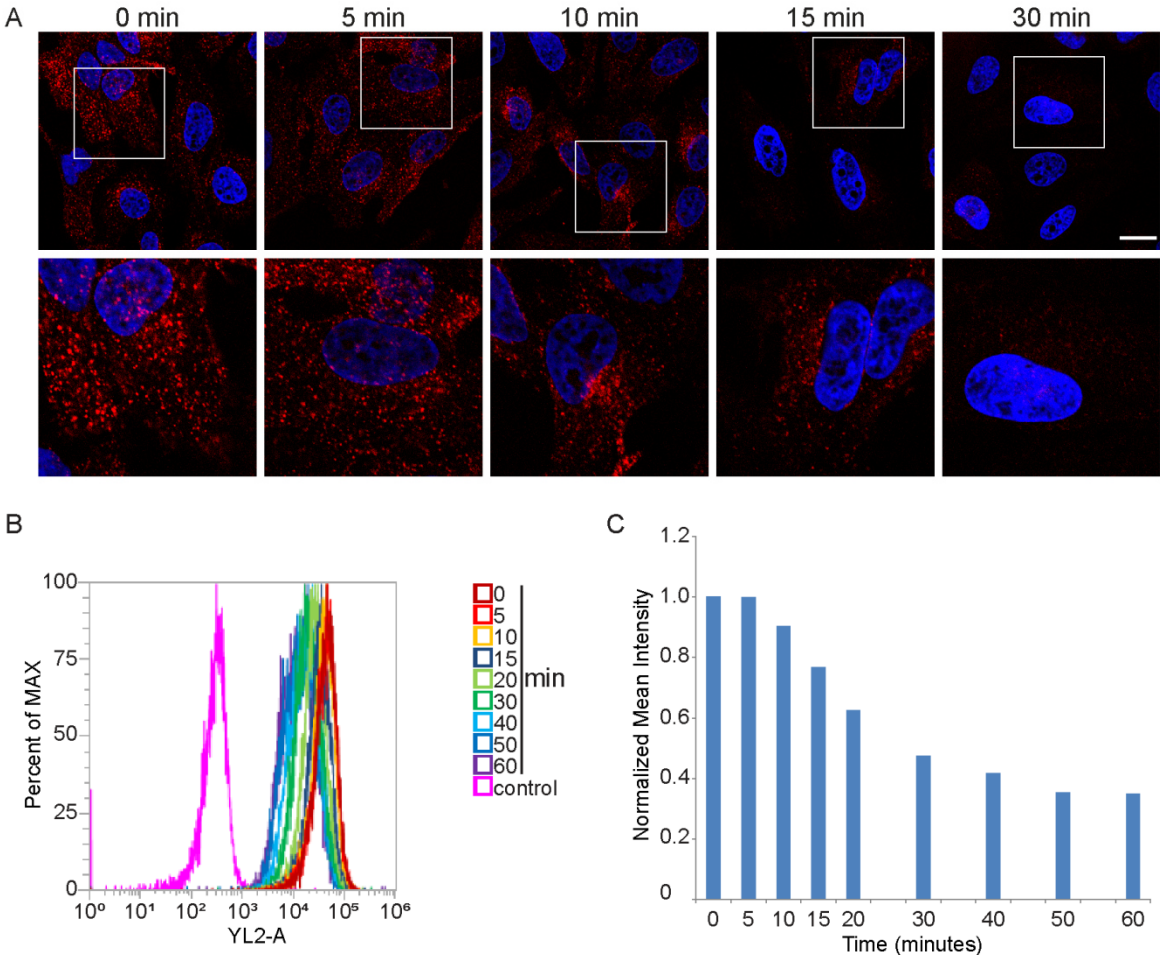 A
0 min 5 min 10 min 15 min 30 min
B
Percent of MAX
100
75
50
25
0
10⁰ 10¹ 10² 10³ 10⁴ 10⁵ 10⁶
YL2-A
0
5
10
15
20
30
40
50
60
control
min
C
Normalized Mean Intensity
1.2
1.0
0.8
0.6
0.4
0.2
0
0 5 10 15 20 30 40 50 60
Time (minutes)